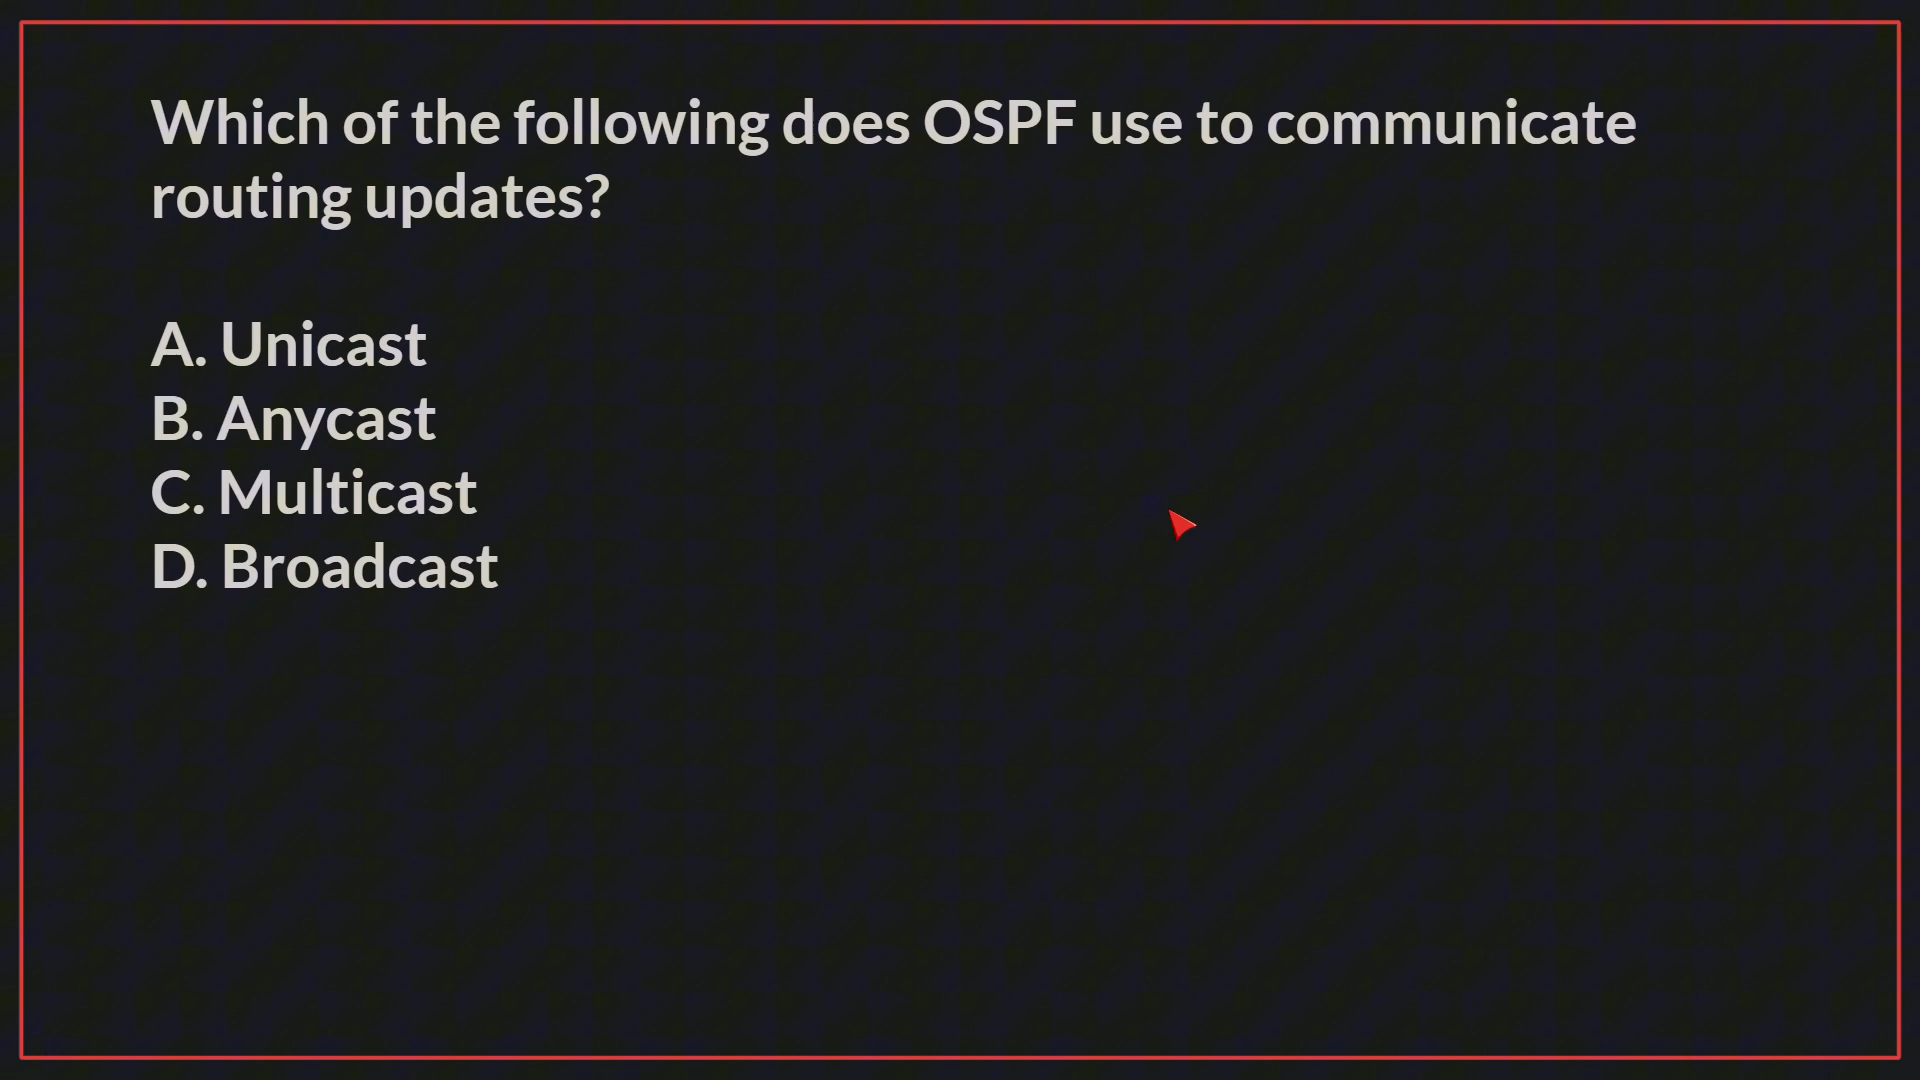 Which of the following does OSPF use to communicate
routing updates?
A. Unicast
B. Anycast
C. Multicast
D. Broadcast